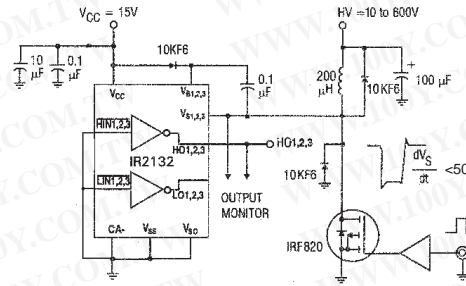 VCC = 15V
HV =10 to 600V
10KF6
10 μF
0.1 μF
0.1 μF
200 μH
10KF6
+
100 μF
VCC
VB1,2,3
VS1,2,3
HIN1,2,3
HO1,2,3
HO1,2,3
IR2132
LIN1,2,3
LO1,2,3
OUTPUT MONITOR
10KF6
dVS
dt
<50
CA-
VSS
VSO
IRF820